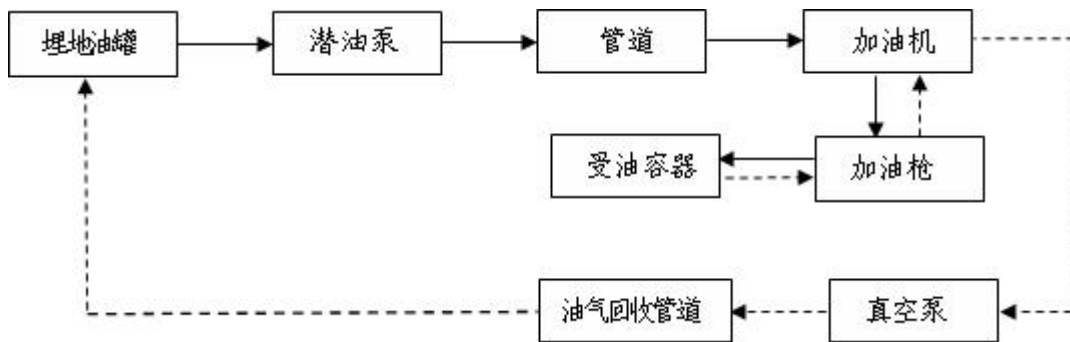 埋地油罐
潜油泵
管道
加油机
受油容器
加油枪
油气回收管道
真空泵